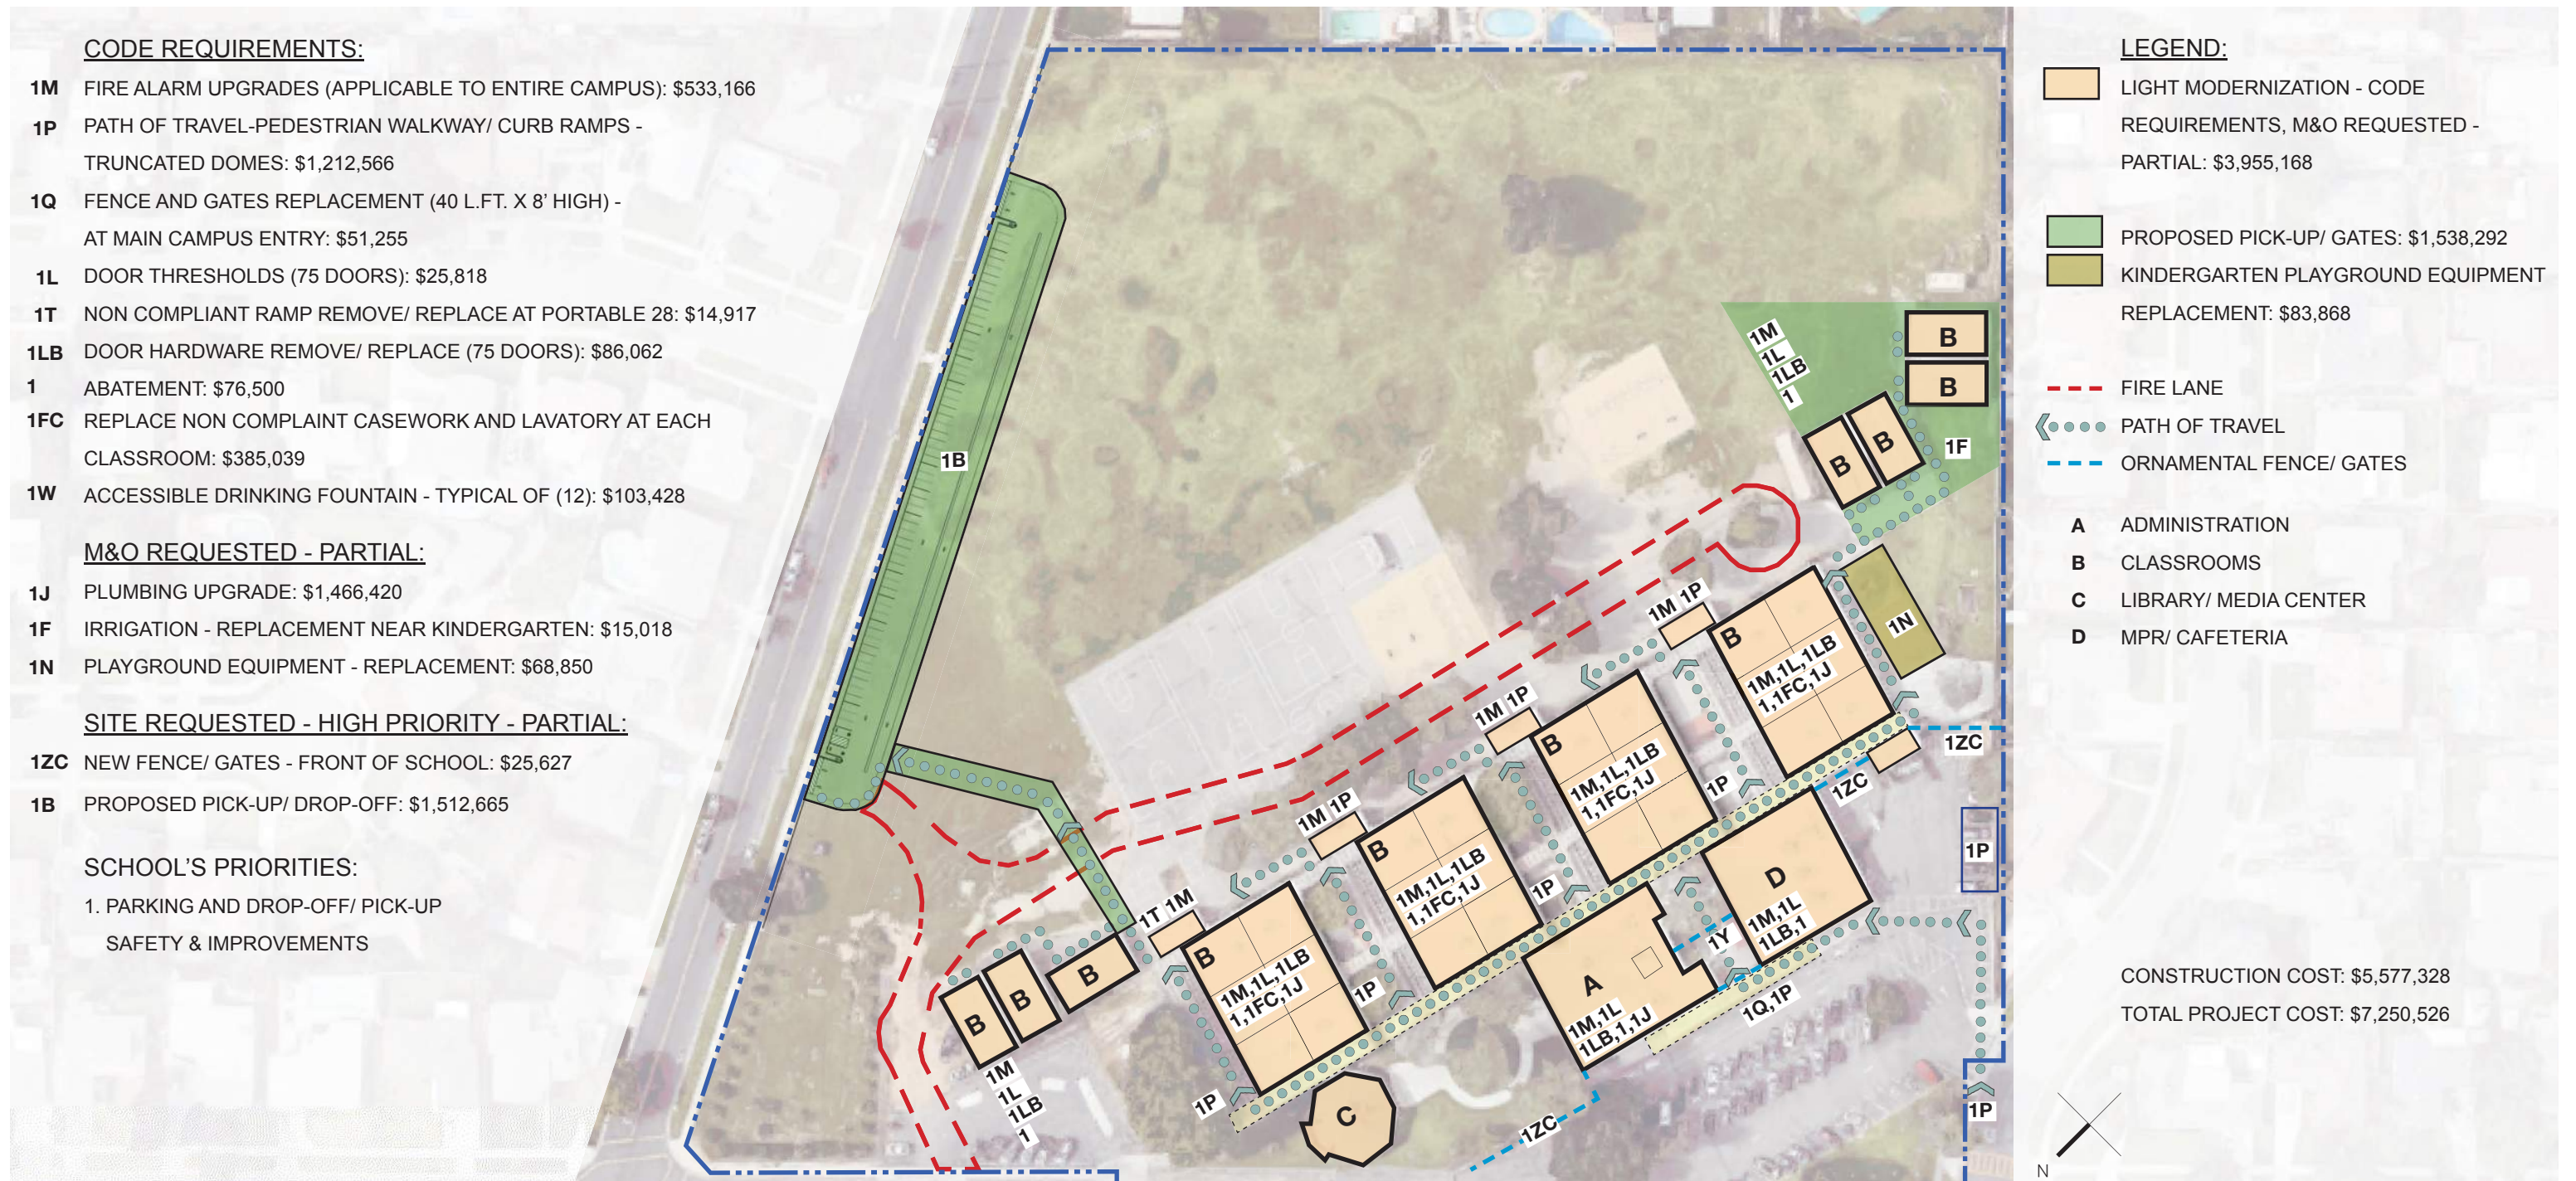 CODE REQUIREMENTS:
1M FIRE ALARM UPGRADES (APPLICABLE TO ENTIRE CAMPUS): $533,166
1P PATH OF TRAVEL-PEDESTRIAN WALKWAY/ CURB RAMPS -
TRUNCATED DOMES: $1,212,566
1Q FENCE AND GATES REPLACEMENT (40 L.FT. X 8' HIGH) -
AT MAIN CAMPUS ENTRY: $51,255
1L DOOR THRESHOLDS (75 DOORS): $25,818
1T NON COMPLIANT RAMP REMOVE/ REPLACE AT PORTABLE 28: $14,917
1LB DOOR HARDWARE REMOVE/ REPLACE (75 DOORS): $86,062
1 ABATEMENT: $76,500
1FC REPLACE NON COMPLAINT CASEWORK AND LAVATORY AT EACH
CLASSROOM: $385,039
1W ACCESSIBLE DRINKING FOUNTAIN - TYPICAL OF (12): $103,428
M&O REQUESTED - PARTIAL:
1J PLUMBING UPGRADE: $1,466,420
1F IRRIGATION - REPLACEMENT NEAR KINDERGARTEN: $15,018
1N PLAYGROUND EQUIPMENT - REPLACEMENT: $68,850
SITE REQUESTED - HIGH PRIORITY - PARTIAL:
1ZC NEW FENCE/ GATES - FRONT OF SCHOOL: $25,627
1B PROPOSED PICK-UP/ DROP-OFF: $1,512,665
SCHOOL'S PRIORITIES:
1. PARKING AND DROP-OFF/ PICK-UP
SAFETY & IMPROVEMENTS
1B
1M
1L
1LB
1
B
B
B
B
1F
1N
1M 1P
B
1M,1L,1LB
1,1FC,1J
1M 1P
B
1M,1L,1LB
1,1FC,1J
1P
1ZC
1ZC
1M 1P
B
1M,1L,1LB
1,1FC,1J
1P
1P
D
1M,1L
1LB,1
1T 1M
B
1M,1L,1LB
1,1FC,1J
1P
1Y
A
1M,1L
1LB,1,1J
1Q,1P
B
B
B
1M
1L
1LB
1
1P
C
1ZC
1P
LEGEND:
LIGHT MODERNIZATION - CODE
REQUIREMENTS, M&O REQUESTED -
PARTIAL: $3,955,168
PROPOSED PICK-UP/ GATES: $1,538,292
KINDERGARTEN PLAYGROUND EQUIPMENT
REPLACEMENT: $83,868
FIRE LANE
PATH OF TRAVEL
ORNAMENTAL FENCE/ GATES
A ADMINISTRATION
B CLASSROOMS
C LIBRARY/ MEDIA CENTER
D MPR/ CAFETERIA
CONSTRUCTION COST: $5,577,328
TOTAL PROJECT COST: $7,250,526
N